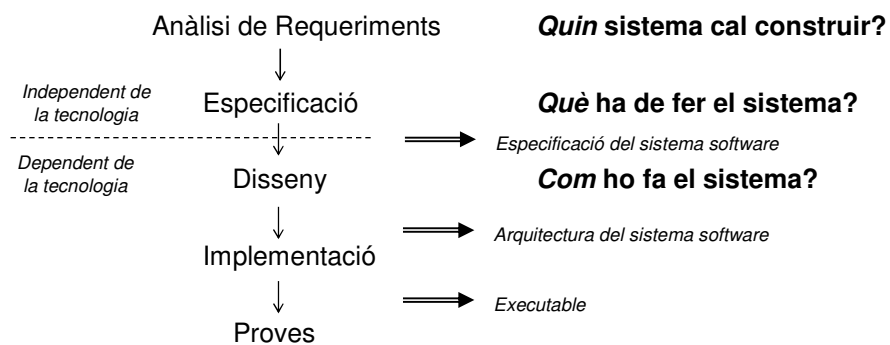 Anàlisi de Requeriments
Quin sistema cal construir?
Independent de
la tecnologia
Especificació
Què ha de fer el sistema?
Especificació del sistema software
Dependent de
la tecnologia
Disseny
Com ho fa el sistema?
Arquitectura del sistema software
Implementació
Executable
Proves